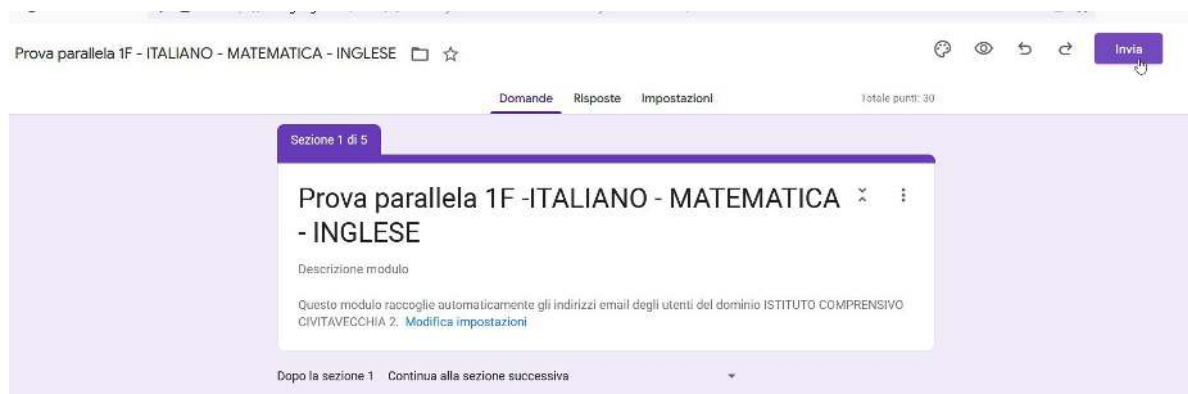 Prova parallela 1F - ITALIANO - MATEMATICA - INGLESE
Invia
Domande Risposte Impostazioni Totale punti: 30
Sezione 1 di 5
Prova parallela 1F -ITALIANO - MATEMATICA
- INGLESE
Descrizione modulo
Questo modulo raccoglie automaticamente gli indirizzi email degli utenti del dominio ISTITUTO COMPRENSIVO
CIVITAVECCHIA 2. Modifica impostazioni
Dopo la sezione 1 Continua alla sezione successiva